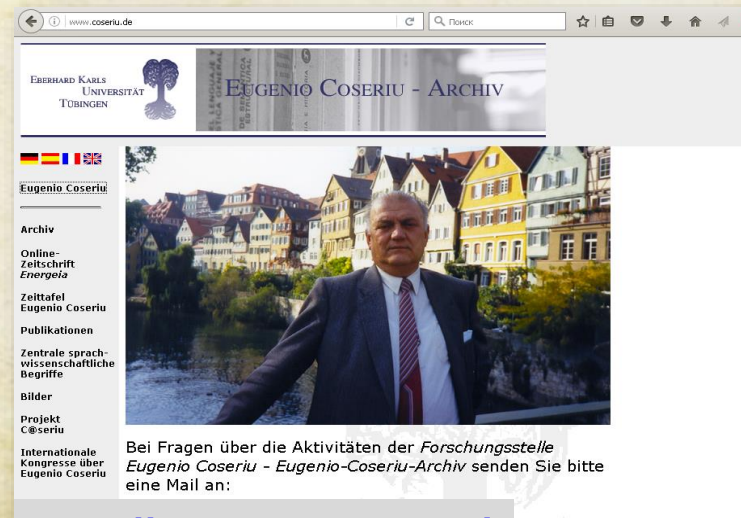 www.coseriu.de
Поиск
EBERHARD KARLS
UNIVERSITÄT
TÜBINGEN
EUGENIO COSERIU - ARCHIV
Eugenio Coseriu
Archiv
Online-
Zeitschrift
Energeia
Zeittafel
Eugenio Coseriu
Publikationen
Zentrale sprach-
wissenschaftliche
Begriffe
Bilder
Projekt
C@seriu
Internationale
Kongresse über
Eugenio Coseriu
Bei Fragen über die Aktivitäten der Forschungsstelle
Eugenio Coseriu - Eugenio-Coseriu-Archiv senden Sie bitte
eine Mail an: